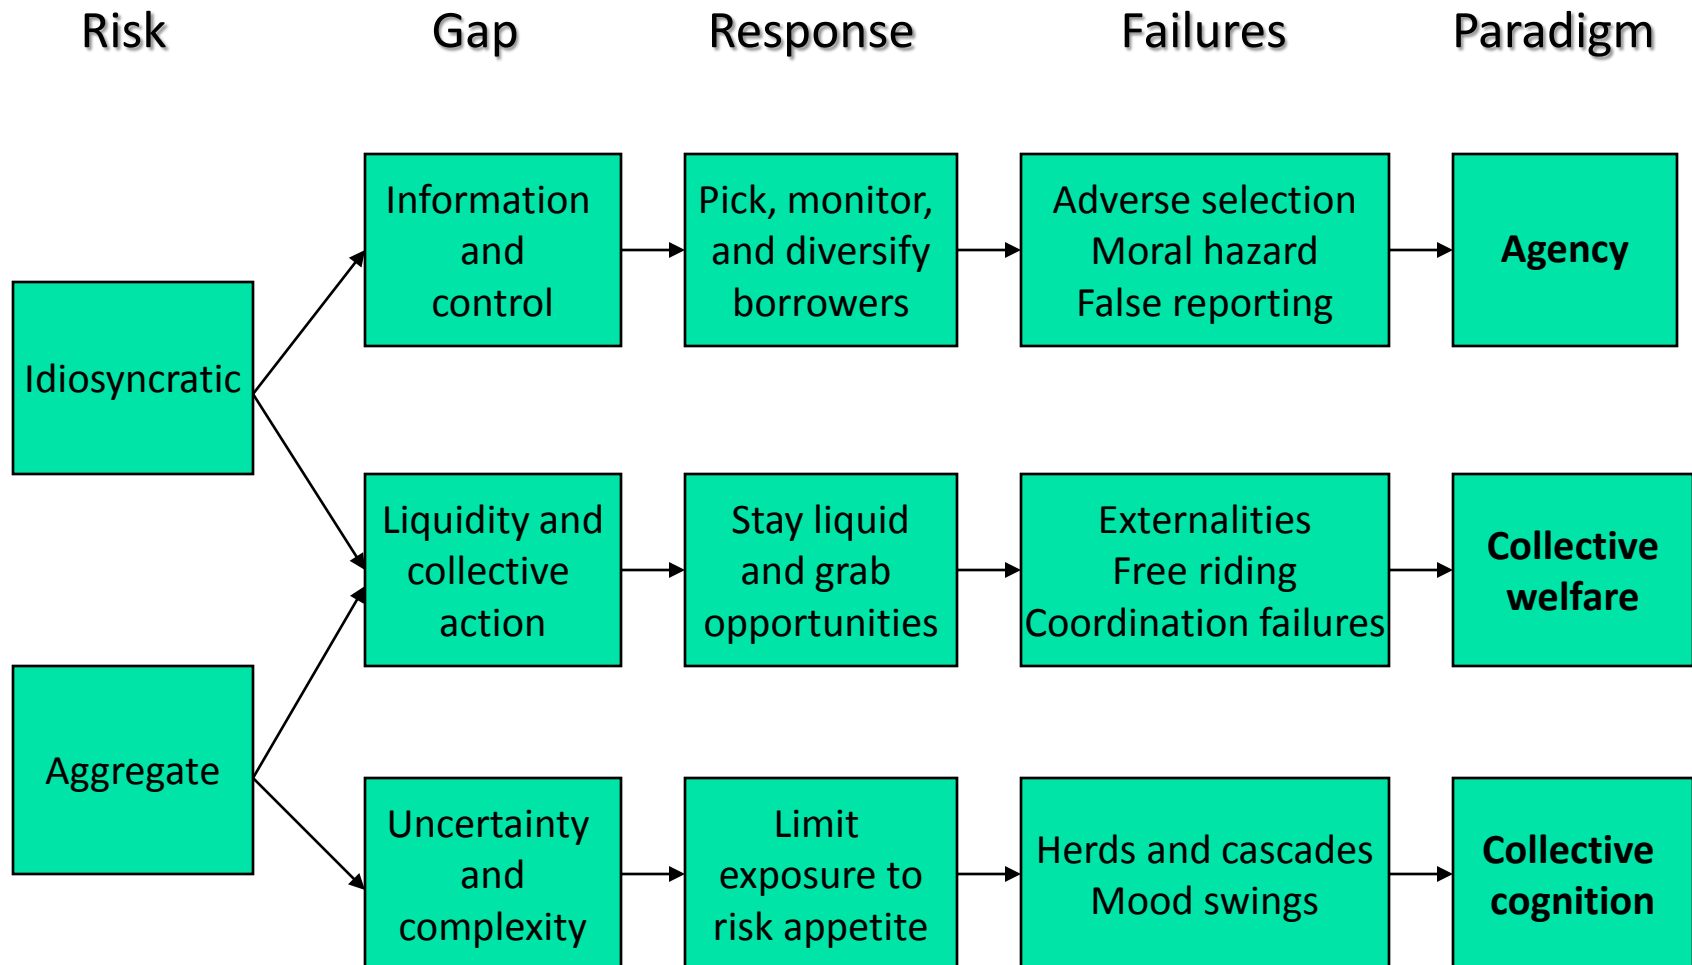 Risk
Gap
Response
Failures
Paradigm
Idiosyncratic
Aggregate
Information
and
control
Pick, monitor,
and diversify
borrowers
Adverse selection
Moral hazard
False reporting
Agency
Liquidity and
collective
action
Stay liquid
and grab
opportunities
Externalities
Free riding
Coordination failures
Collective
welfare
Uncertainty
and
complexity
Limit
exposure to
risk appetite
Herds and cascades
Mood swings
Collective
cognition